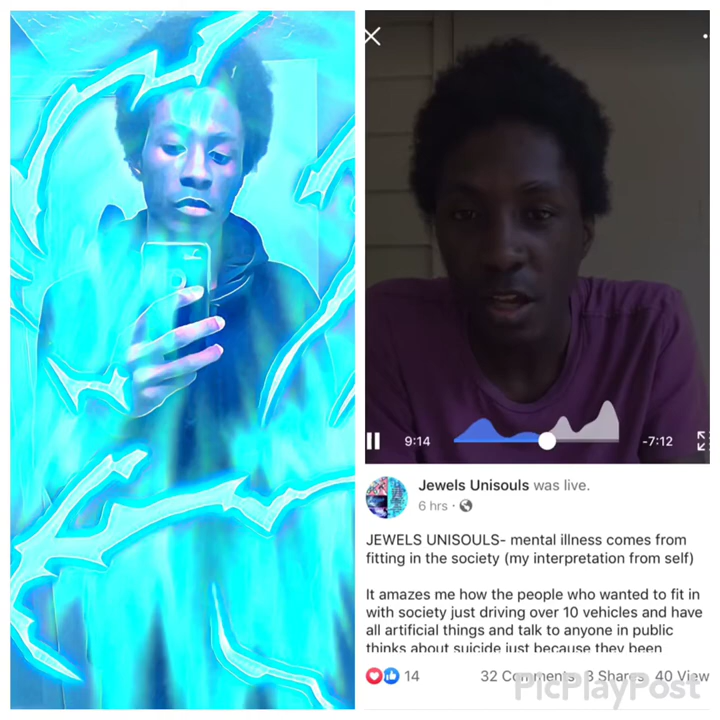 9:14
-7:12
Jewels Unisouls was live.
6 hrs ·
JEWELS UNISOULS- mental illness comes from
fitting in the society (my interpretation from self)
It amazes me how the people who wanted to fit in
with society just driving over 10 vehicles and have
all artificial things and talk to anyone in public
thinks about suicide just because they been
14
32 Comments 3 Shares 40 View
PicPlayPost